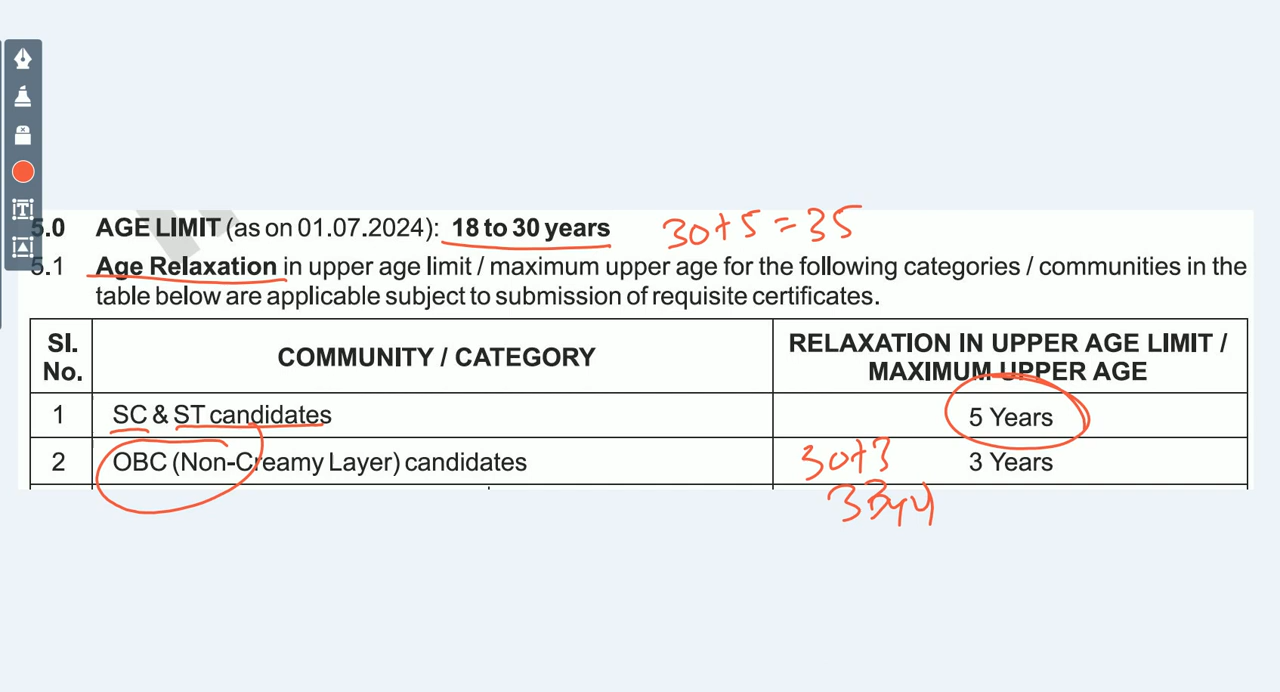 5.0 AGE LIMIT (as on 01.07.2024): 18 to 30 years 30+5 = 35
5.1 Age Relaxation in upper age limit / maximum upper age for the following categories / communities in the
table below are applicable subject to submission of requisite certificates.
Sl. No. COMMUNITY / CATEGORY RELAXATION IN UPPER AGE LIMIT / MAXIMUM UPPER AGE
1 SC & ST candidates 5 Years
2 OBC (Non-Creamy Layer) candidates 30+3 3 Years
33